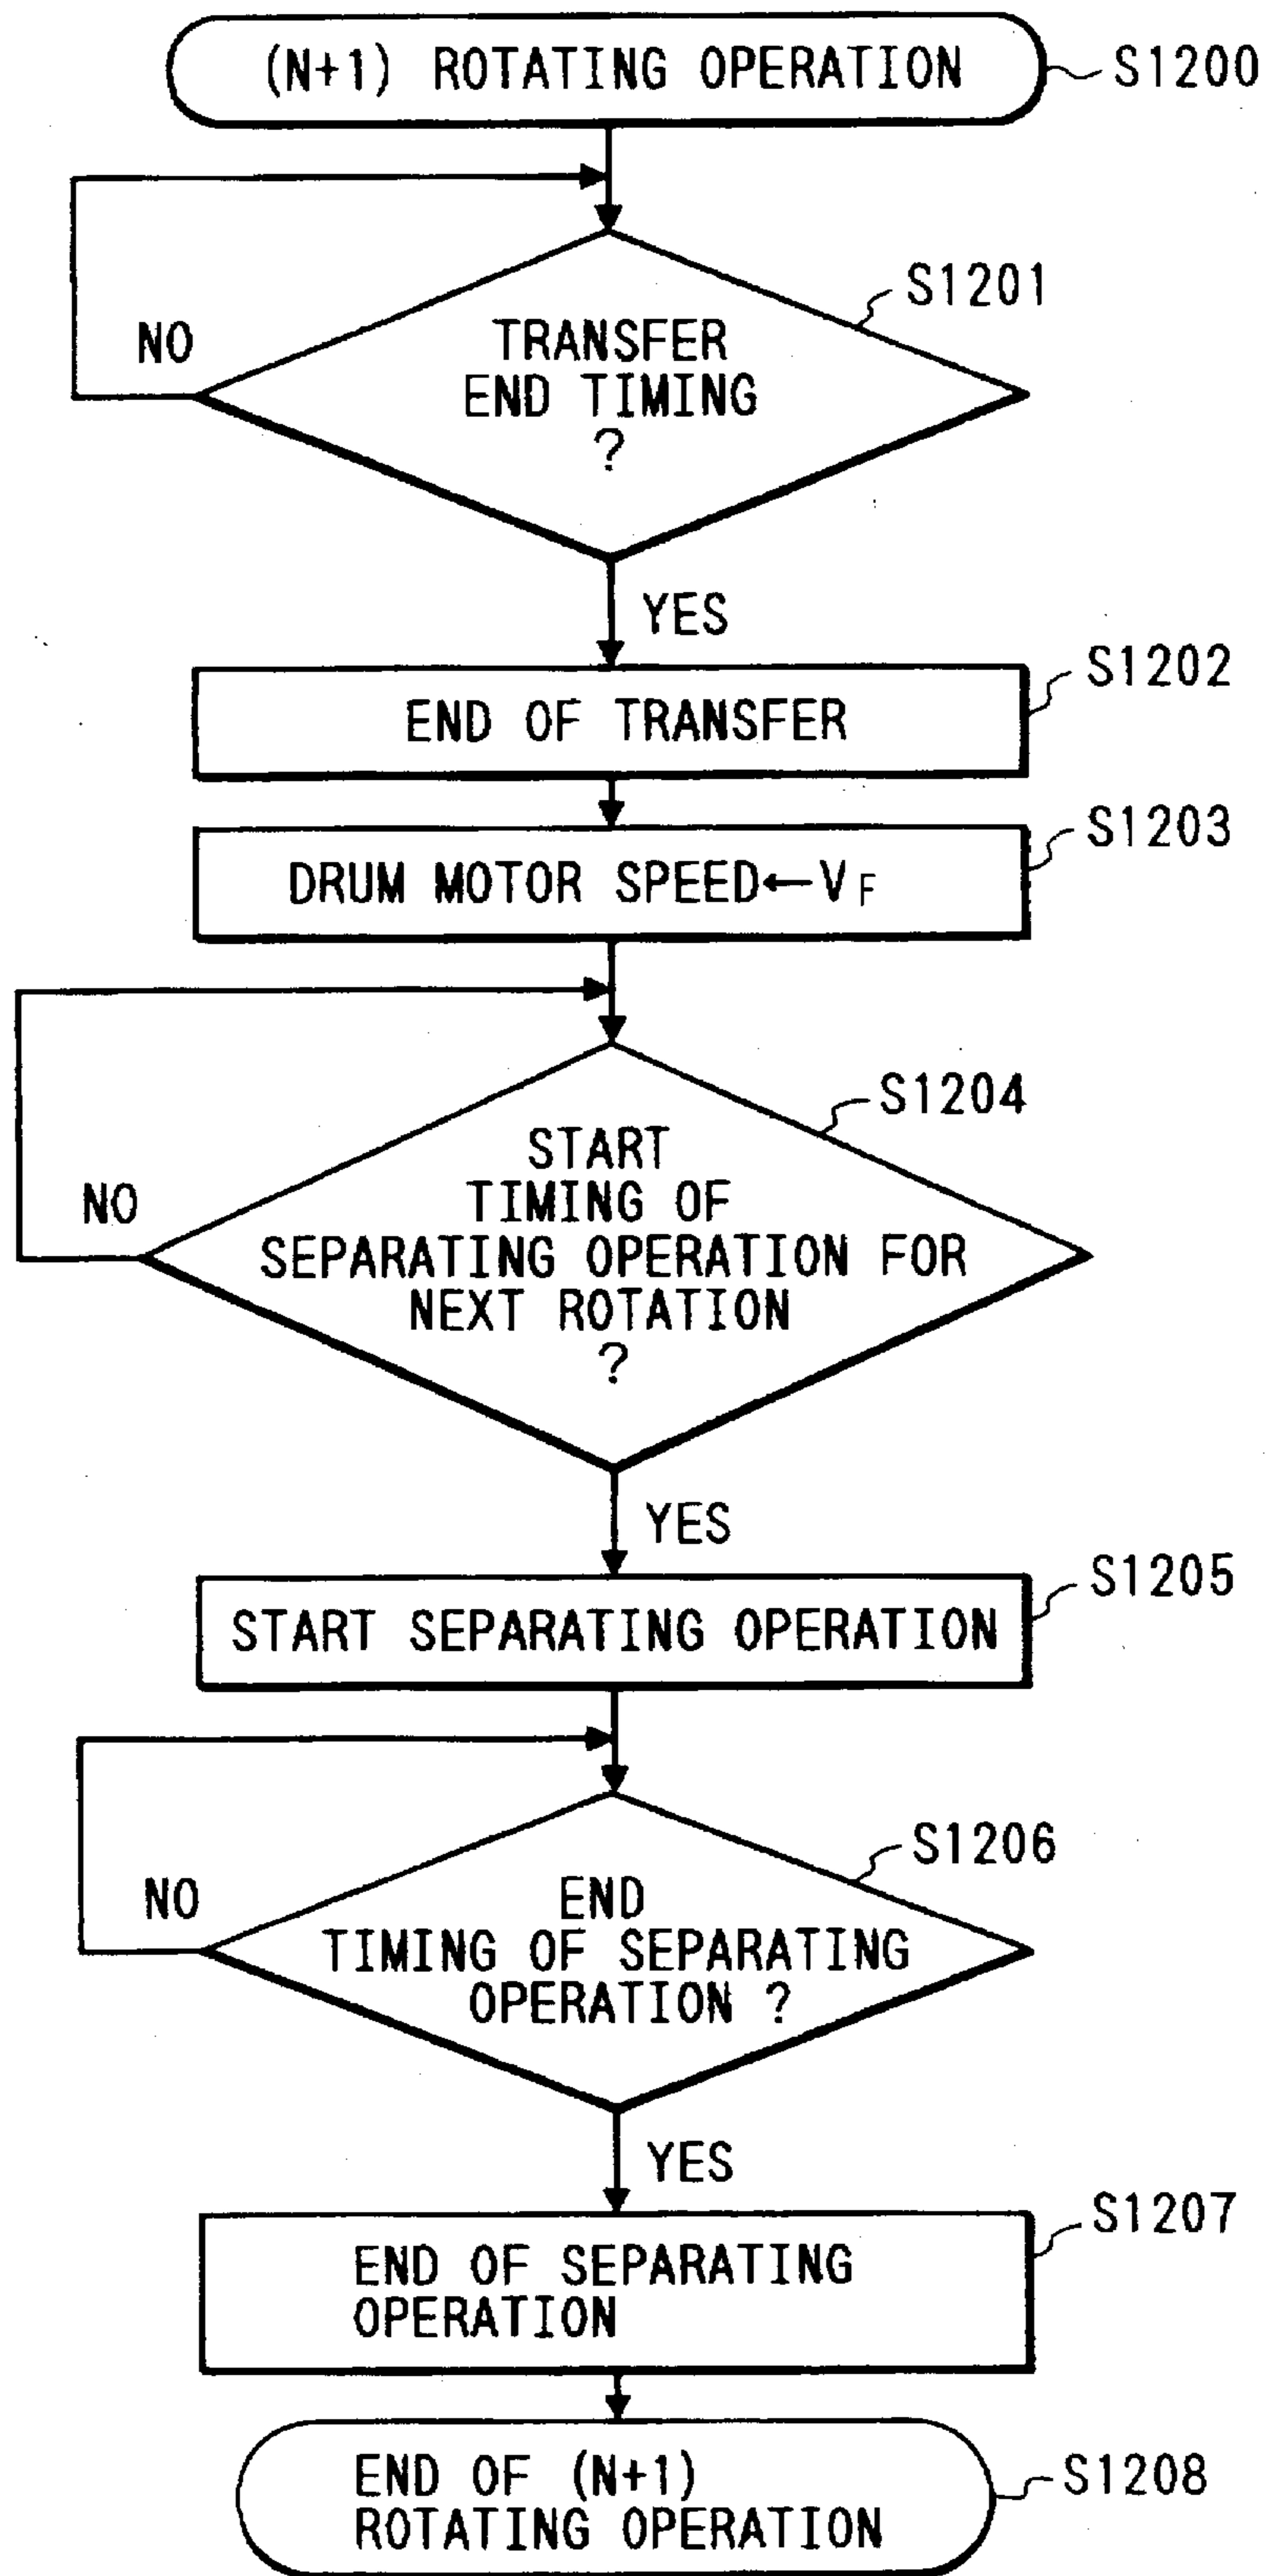 (N+1) ROTATING OPERATION
S1200
S1201
NO
TRANSFER
END TIMING
?
YES
S1202
END OF TRANSFER
S1203
DRUM MOTOR SPEED←VF
S1204
NO
START
TIMING OF
SEPARATING OPERATION FOR
NEXT ROTATION
?
YES
S1205
START SEPARATING OPERATION
S1206
NO
END
TIMING OF SEPARATING
OPERATION ?
YES
S1207
END OF SEPARATING
OPERATION
END OF (N+1)
ROTATING OPERATION
S1208